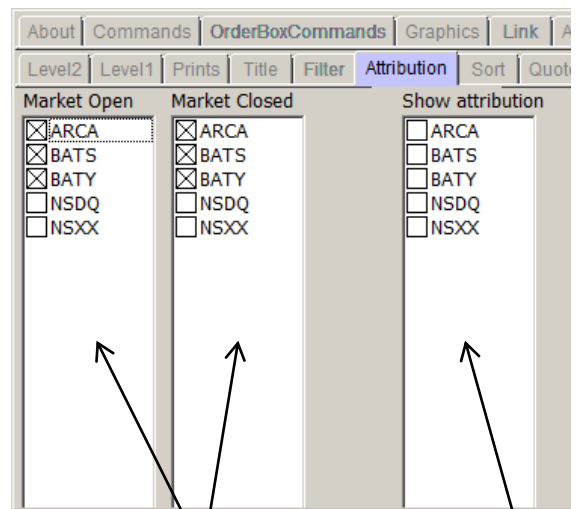 About Commands OrderBoxCommands Graphics Link A
Level2 Level1 Prints Title Filter Attribution Sort Quot
Market Open Market Closed Show attribution
ARCA ARCA ARCA
BATS BATS BATS
BATY BATY BATY
NSDQ NSDQ NSDQ
NSXX NSXX NSXX